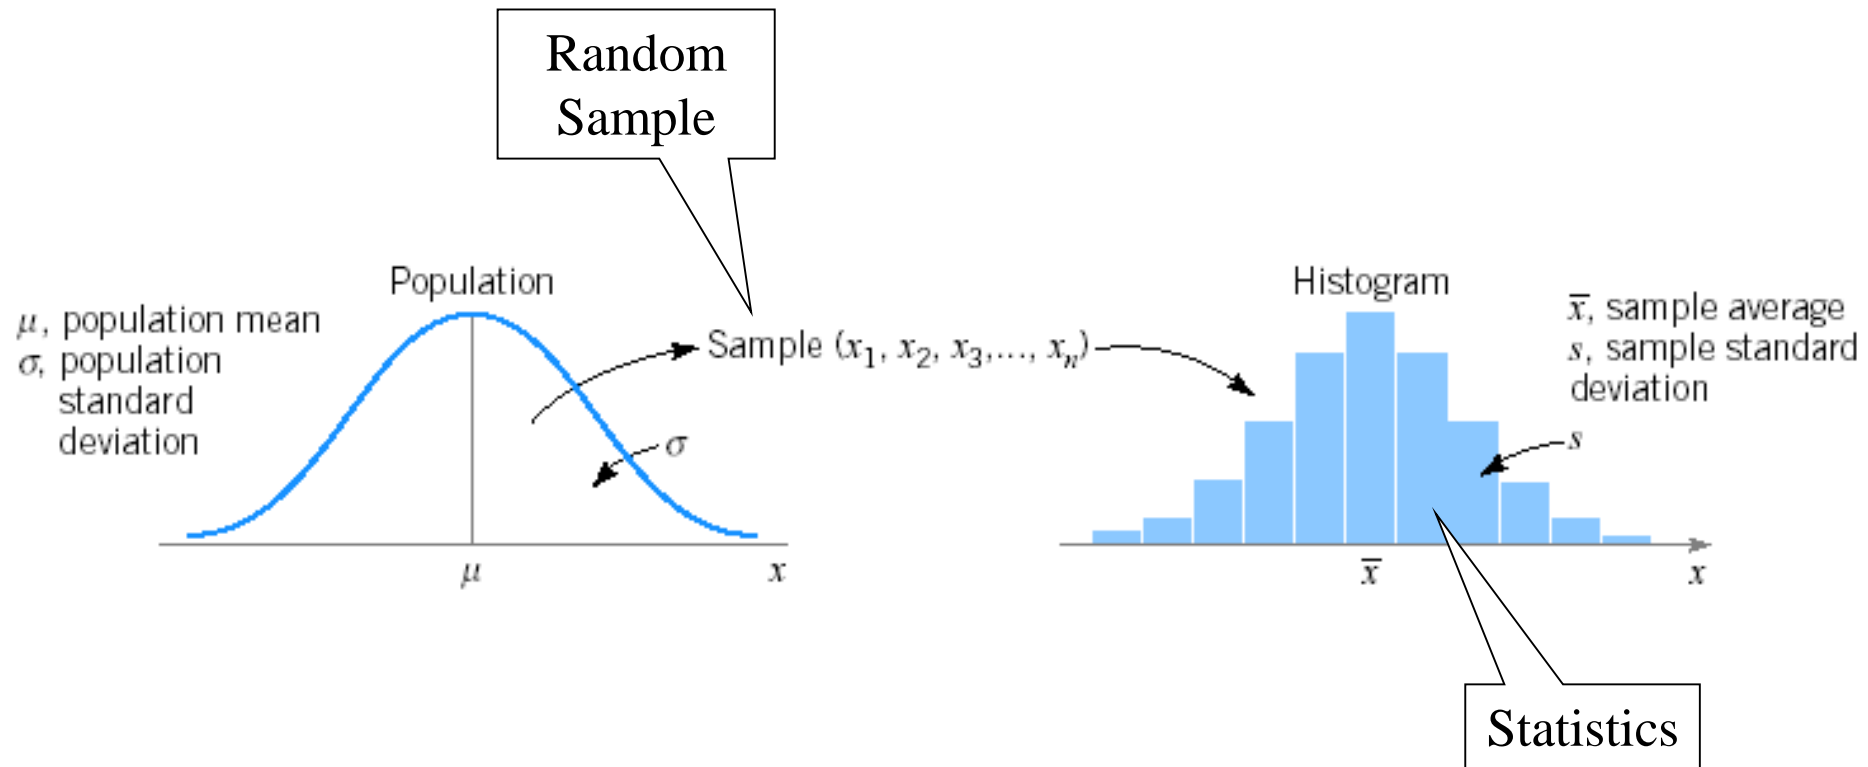 Random
Sample
Population
μ, population mean
σ, population
standard
deviation
Sample (x₁, x₂, x₃,..., xₙ)
σ
μ
x
Histogram
x̅, sample average
s, sample standard
deviation
s
x̅
x
Statistics